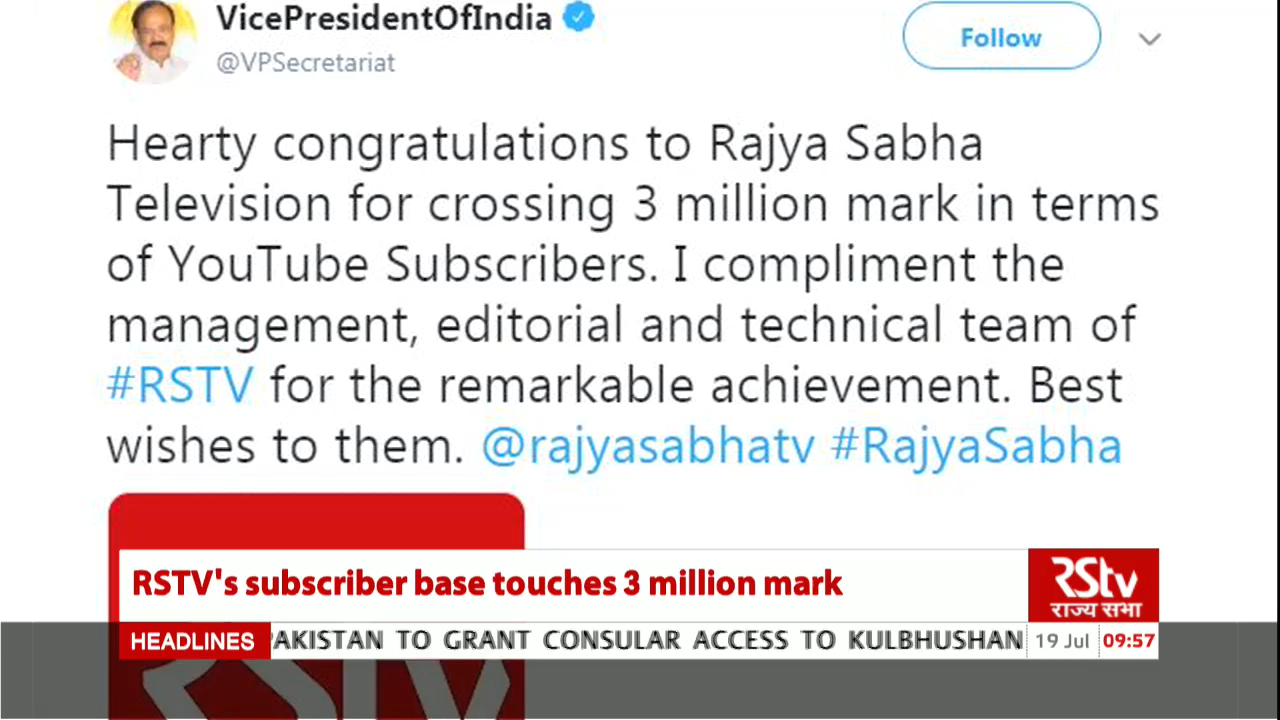 VicePresidentOfIndia
@VPSecretariat
Follow
Hearty congratulations to Rajya Sabha
Television for crossing 3 million mark in terms
of YouTube Subscribers. I compliment the
management, editorial and technical team of
#RSTV for the remarkable achievement. Best
wishes to them. @rajyasabhatv #RajyaSabha
RSTV's subscriber base touches 3 million mark
RStv
राज्य सभा
HEADLINES
AKISTAN TO GRANT CONSULAR ACCESS TO KULBHUSHAN
19 Jul
09:57
RStv